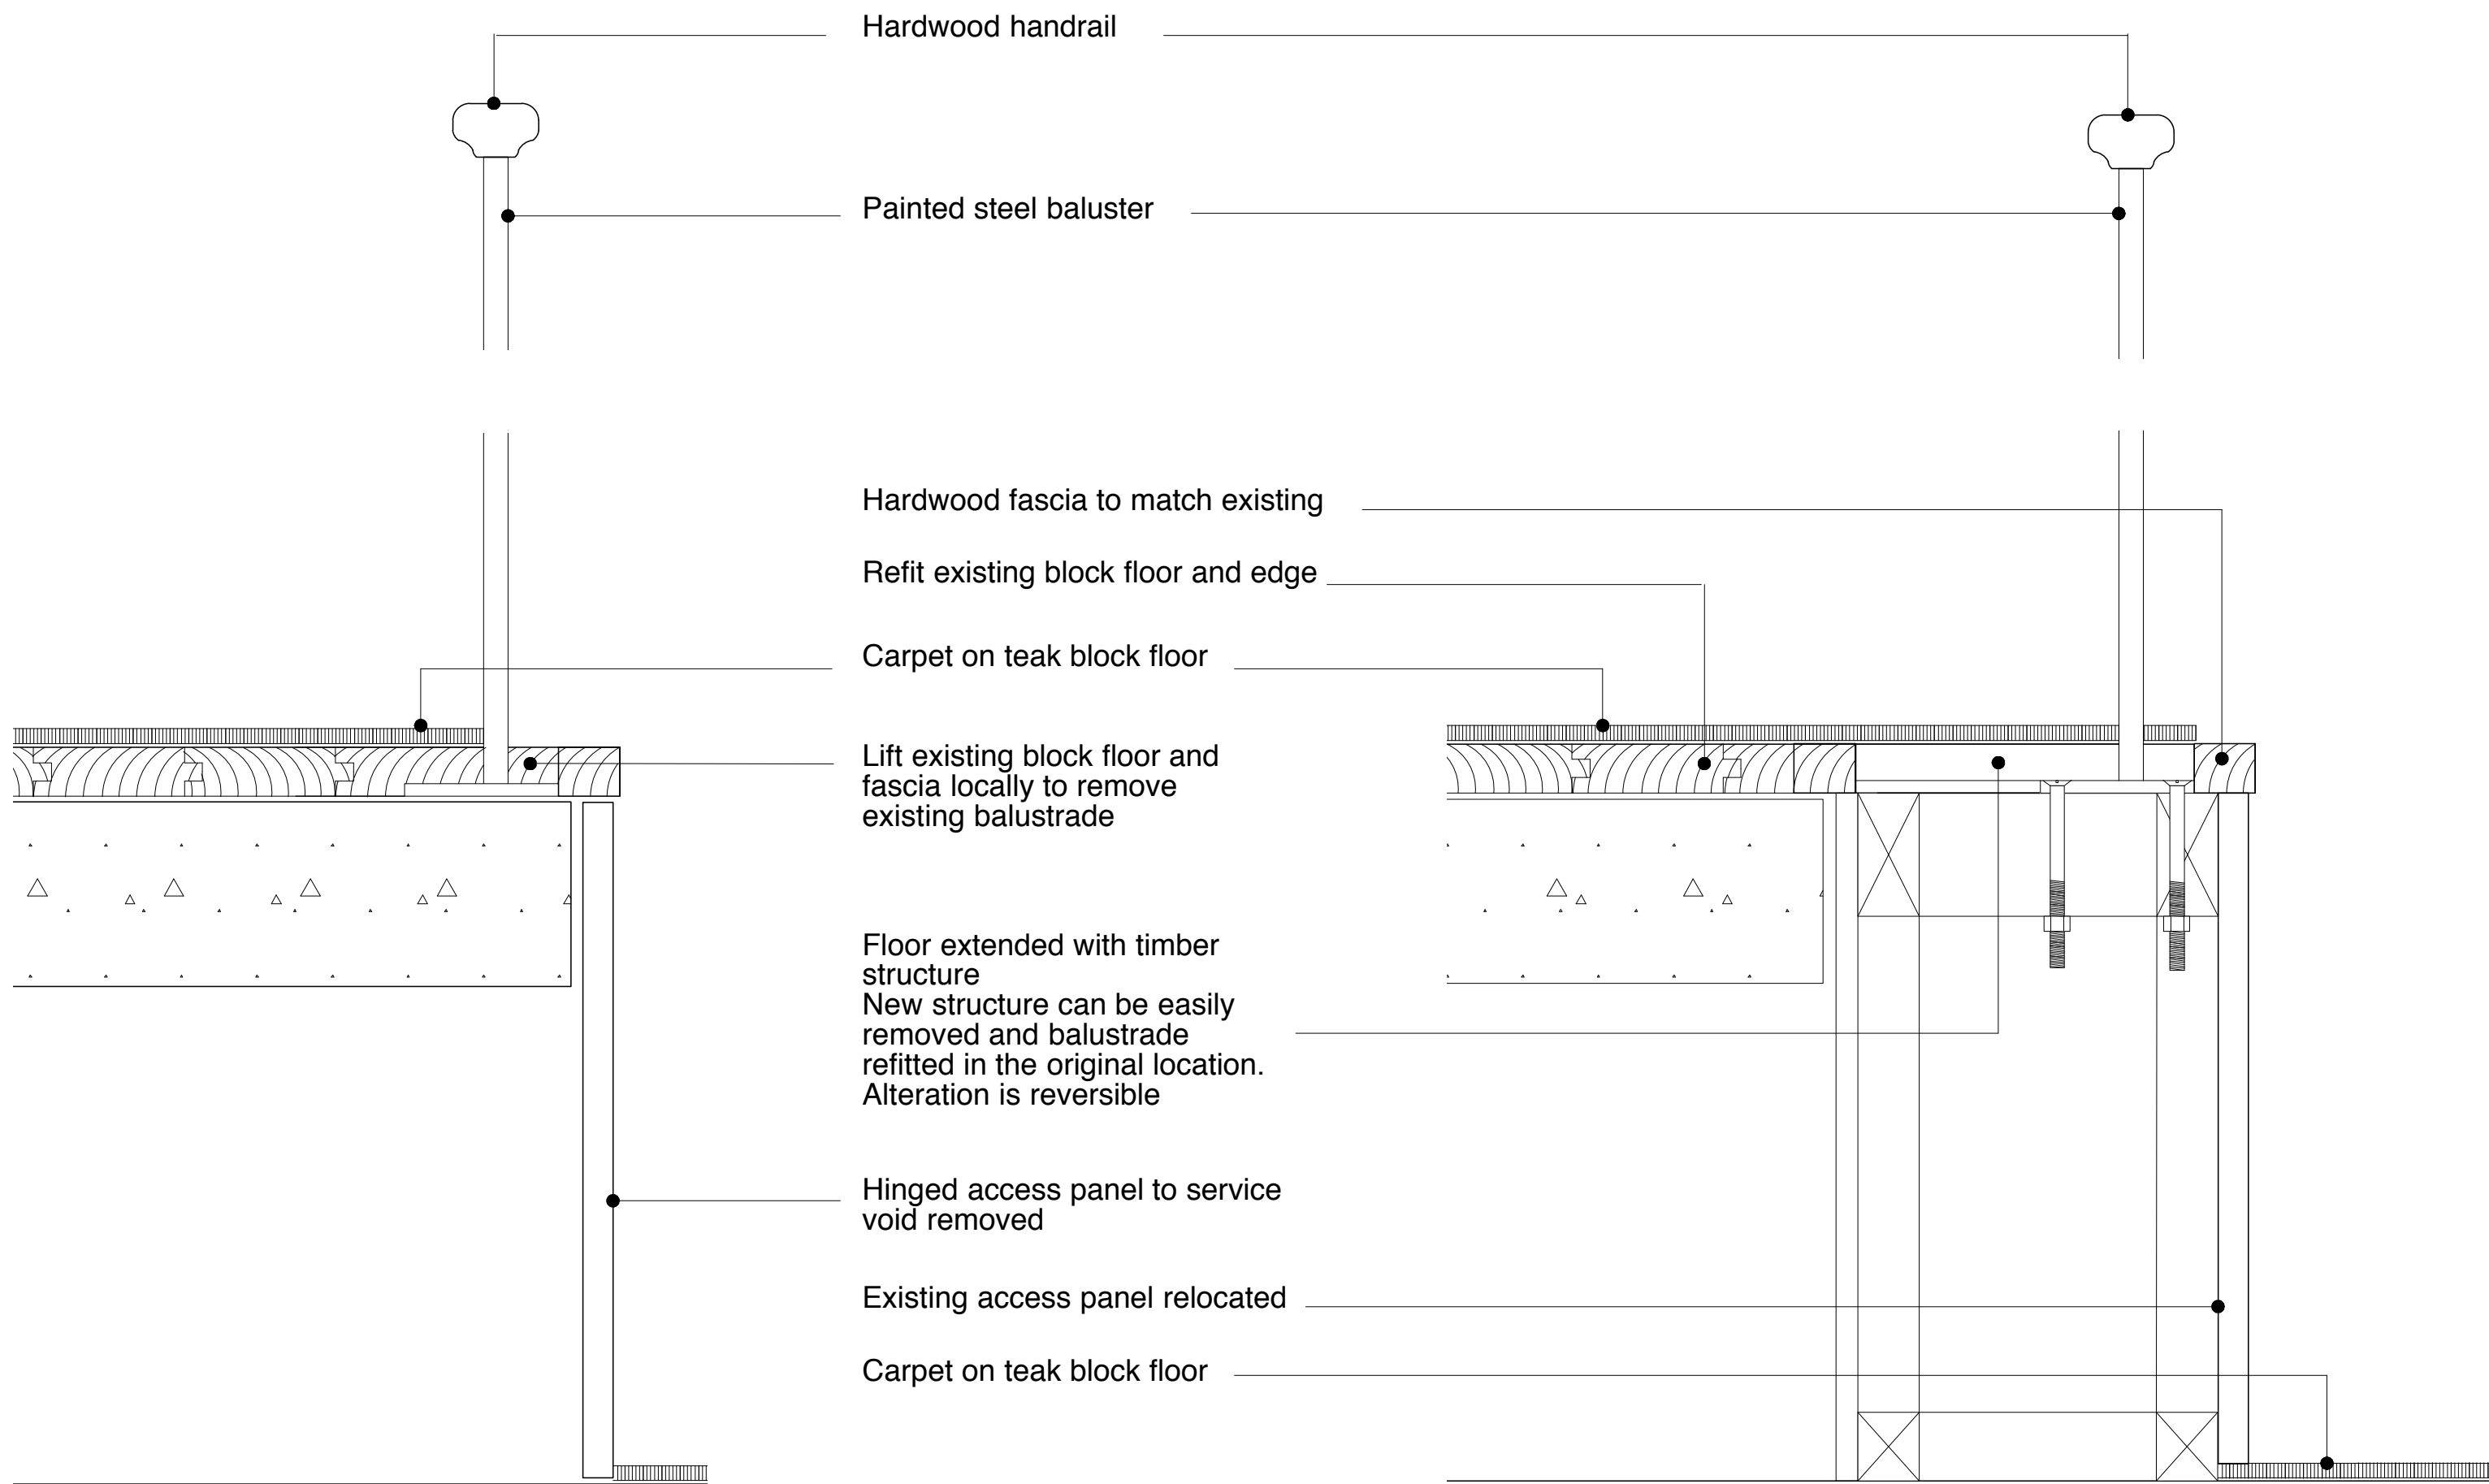 Hardwood handrail
Painted steel baluster
Hardwood fascia to match existing
Refit existing block floor and edge
Carpet on teak block floor
Lift existing block floor and
fascia locally to remove
existing balustrade
Floor extended with timber
structure
New structure can be easily
removed and balustrade
refitted in the original location.
Alteration is reversible
Hinged access panel to service
void removed
Existing access panel relocated
Carpet on teak block floor